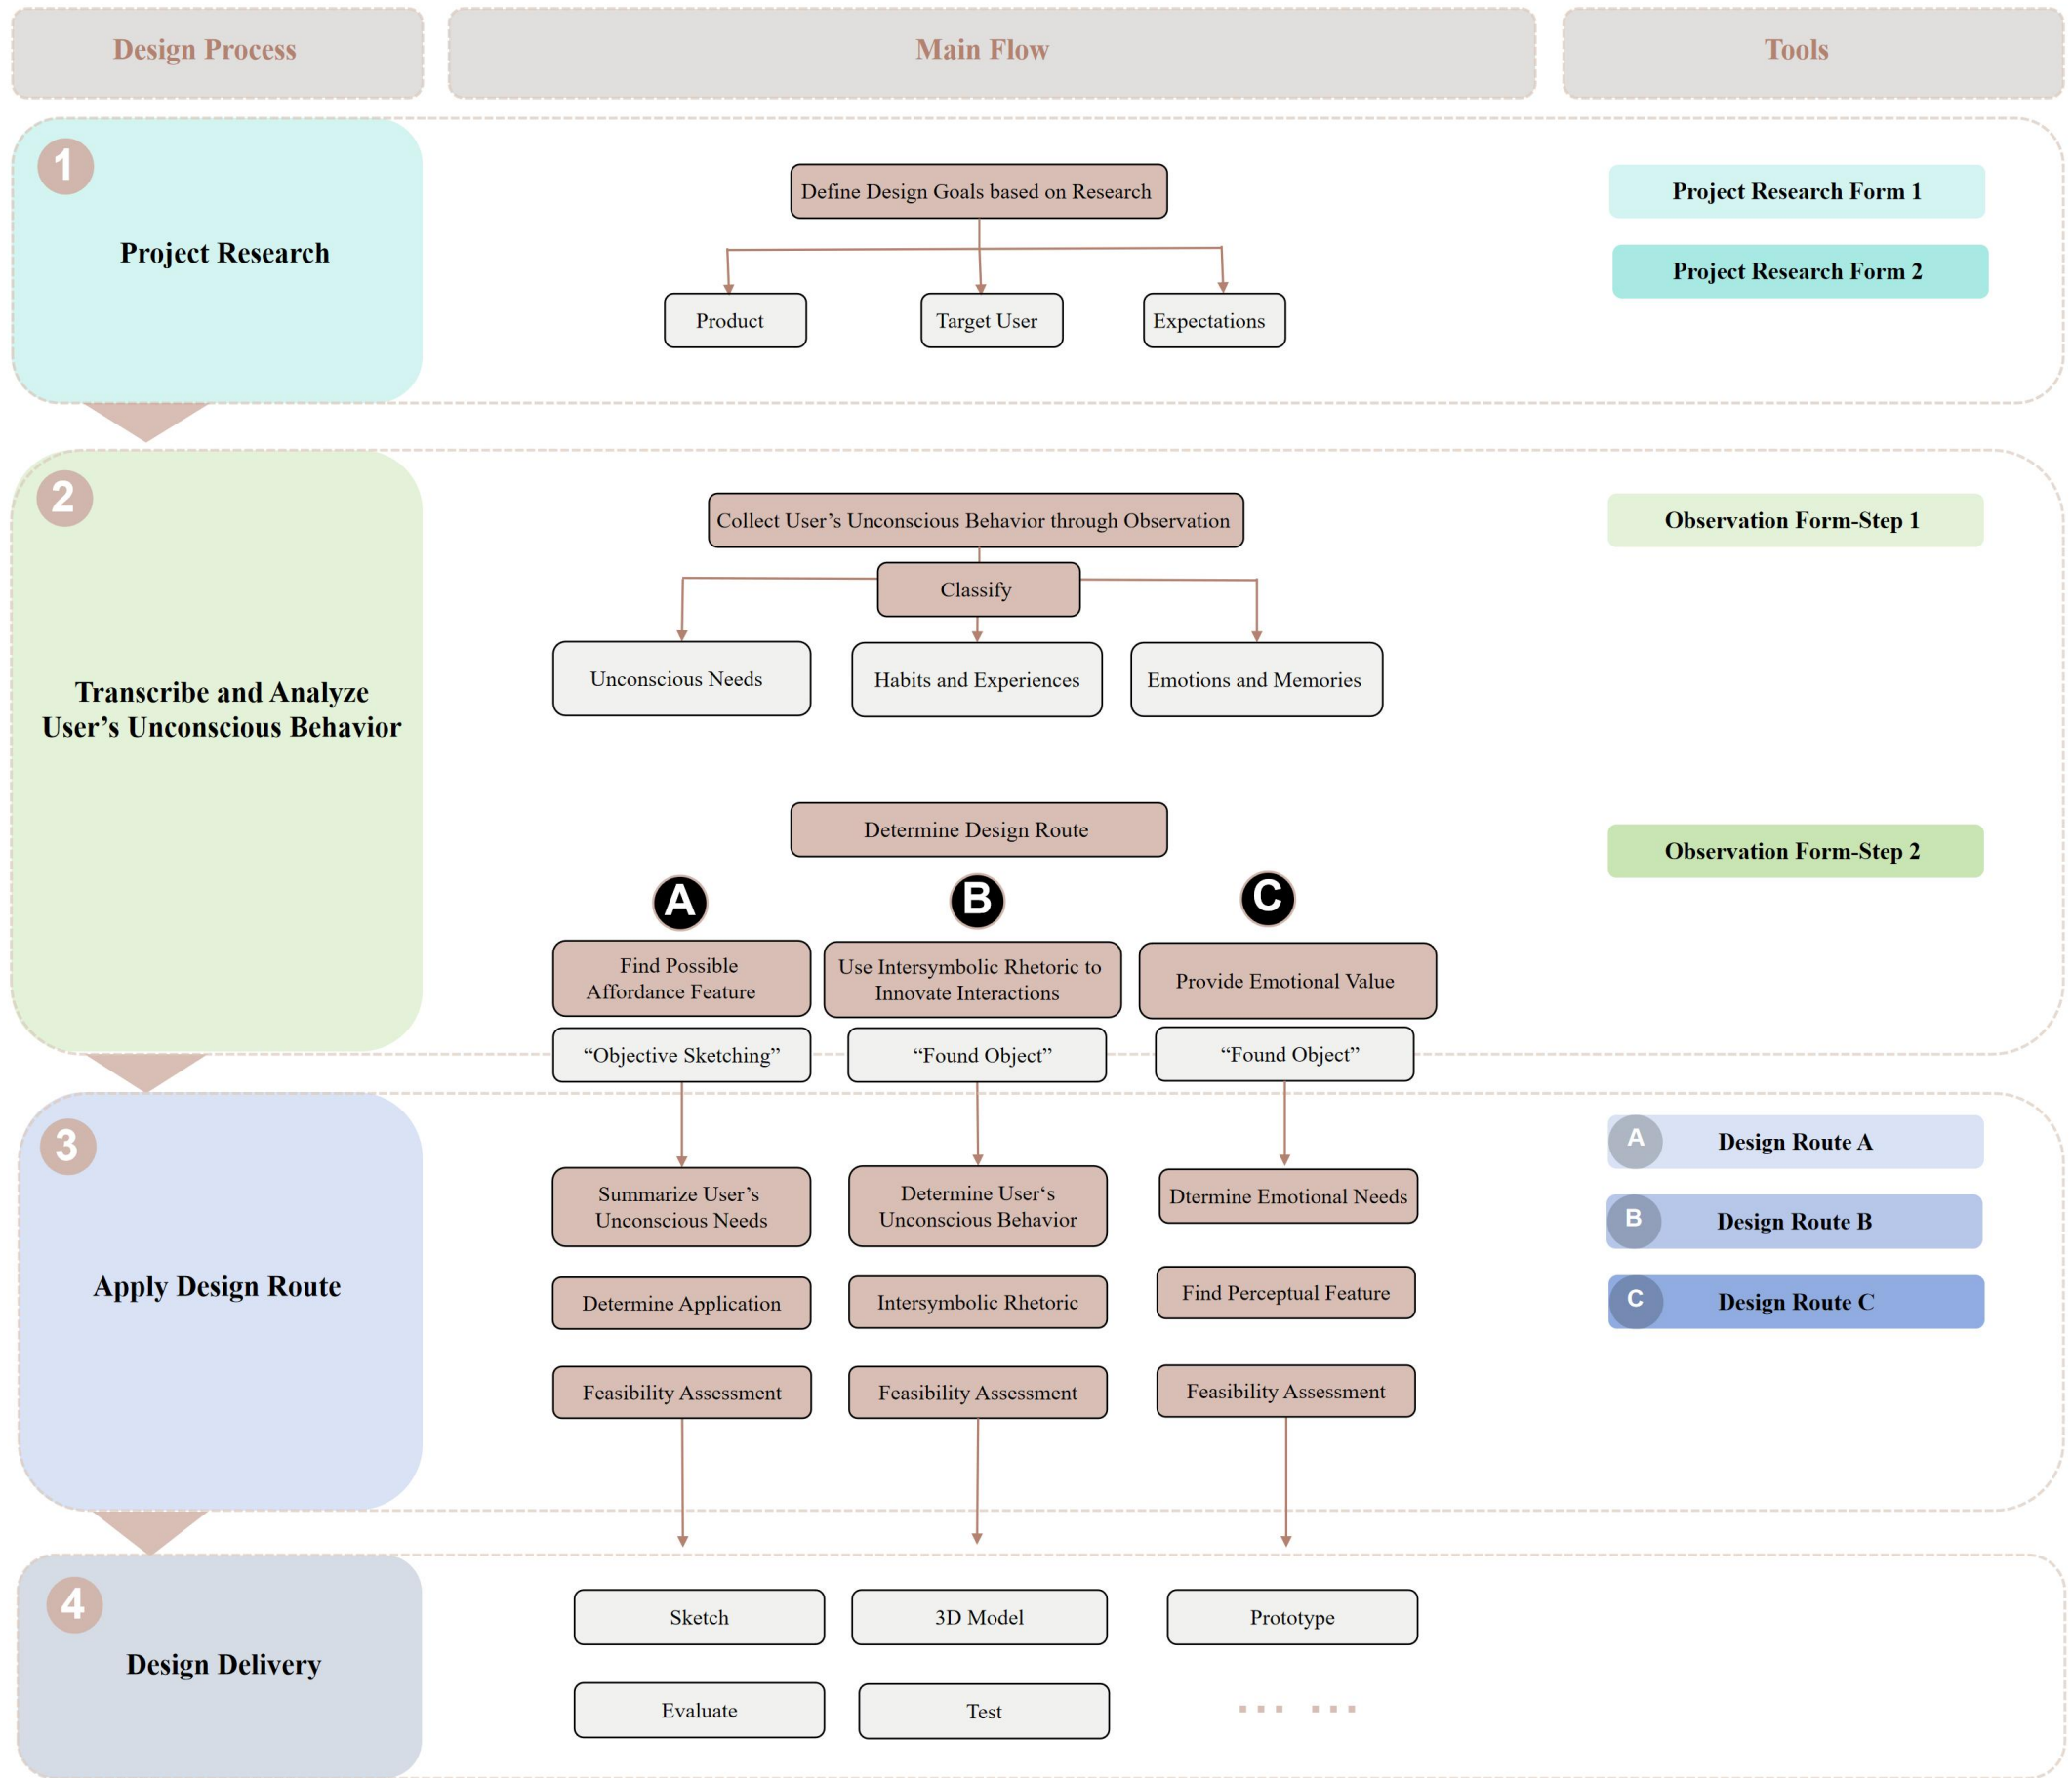 Design Process
Main Flow
Tools
1
Project Research
Define Design Goals based on Research
Product
Target User
Expectations
Project Research Form 1
Project Research Form 2
2
Transcribe and Analyze
User’s Unconscious Behavior
Collect User’s Unconscious Behavior through Observation
Classify
Unconscious Needs
Habits and Experiences
Emotions and Memories
Observation Form-Step 1
Determine Design Route
Observation Form-Step 2
A
B
C
Find Possible
Affordance Feature
Use Intersymbolic Rhetoric to
Innovate Interactions
Provide Emotional Value
“Objective Sketching”
“Found Object”
“Found Object”
3
Apply Design Route
Summarize User’s
Unconscious Needs
Determine User‘s
Unconscious Behavior
Dtermine Emotional Needs
Determine Application
Intersymbolic Rhetoric
Find Perceptual Feature
Feasibility Assessment
Feasibility Assessment
Feasibility Assessment
A Design Route A
B Design Route B
C Design Route C
4
Design Delivery
Sketch
3D Model
Prototype
Evaluate
Test
... ...